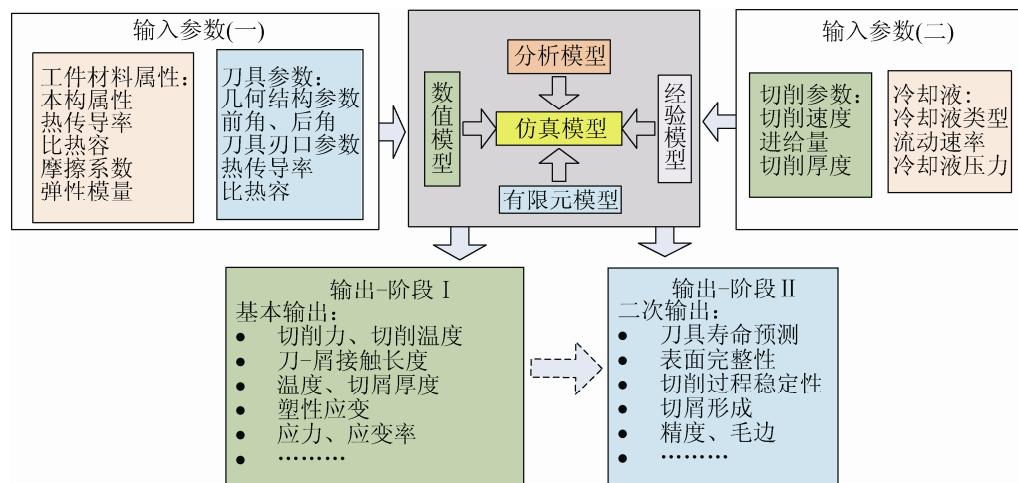 输入参数(一)
工件材料属性:
本构属性
热传导率
比热容
摩擦系数
弹性模量
刀具参数:
几何结构参数
前角、后角
刀具刃口参数
热传导率
比热容
分析模型
数值模型
仿真模型
经验模型
有限元模型
输入参数(二)
切削参数:
切削速度
进给量
切削厚度
冷却液:
冷却液类型
流动速率
冷却液压力
输出-阶段Ⅰ
基本输出:
● 切削力、切削温度
● 刀-屑接触长度
● 温度、切屑厚度
● 塑性应变
● 应力、应变率
● ………
输出-阶段Ⅱ
二次输出:
● 刀具寿命预测
● 表面完整性
● 切削过程稳定性
● 切屑形成
● 精度、毛边
● ………